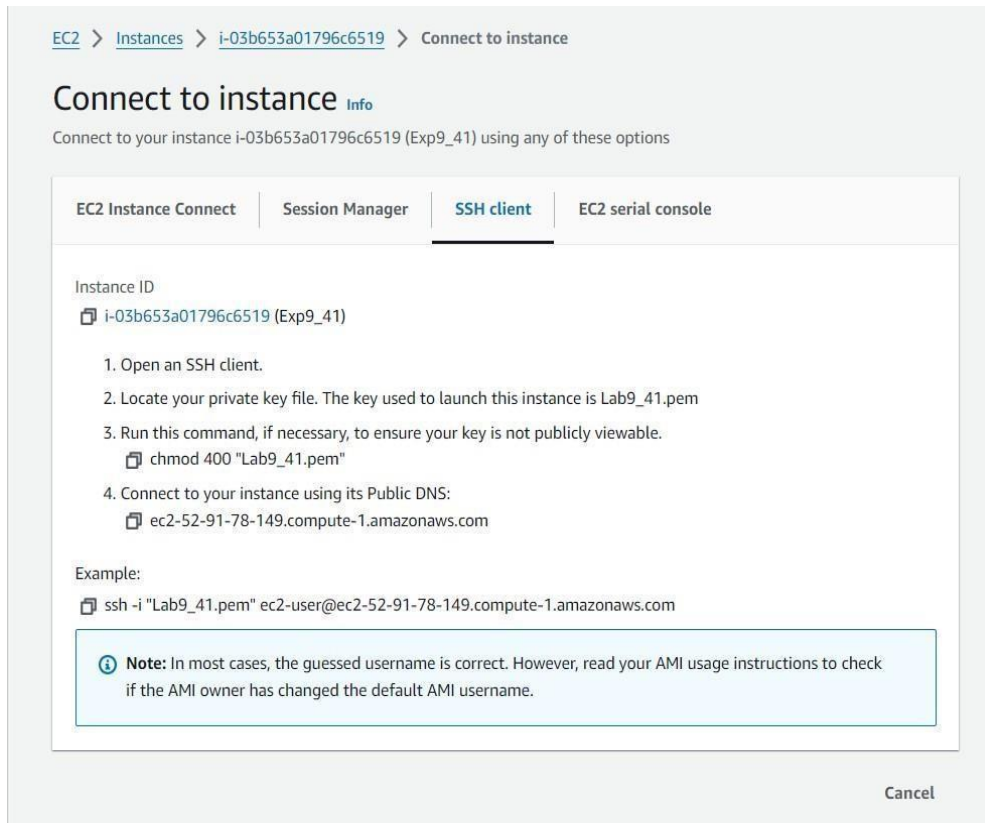 EC2 > Instances > i-03b653a01796c6519 > Connect to instance
Connect to instance Info
Connect to your instance i-03b653a01796c6519 (Exp9_41) using any of these options
EC2 Instance Connect Session Manager SSH client EC2 serial console
Instance ID
i-03b653a01796c6519 (Exp9_41)
1. Open an SSH client.
2. Locate your private key file. The key used to launch this instance is Lab9_41.pem
3. Run this command, if necessary, to ensure your key is not publicly viewable.
chmod 400 "Lab9_41.pem"
4. Connect to your instance using its Public DNS:
ec2-52-91-78-149.compute-1.amazonaws.com
Example:
ssh -i "Lab9_41.pem" ec2-user@ec2-52-91-78-149.compute-1.amazonaws.com
Note: In most cases, the guessed username is correct. However, read your AMI usage instructions to check
if the AMI owner has changed the default AMI username.
Cancel